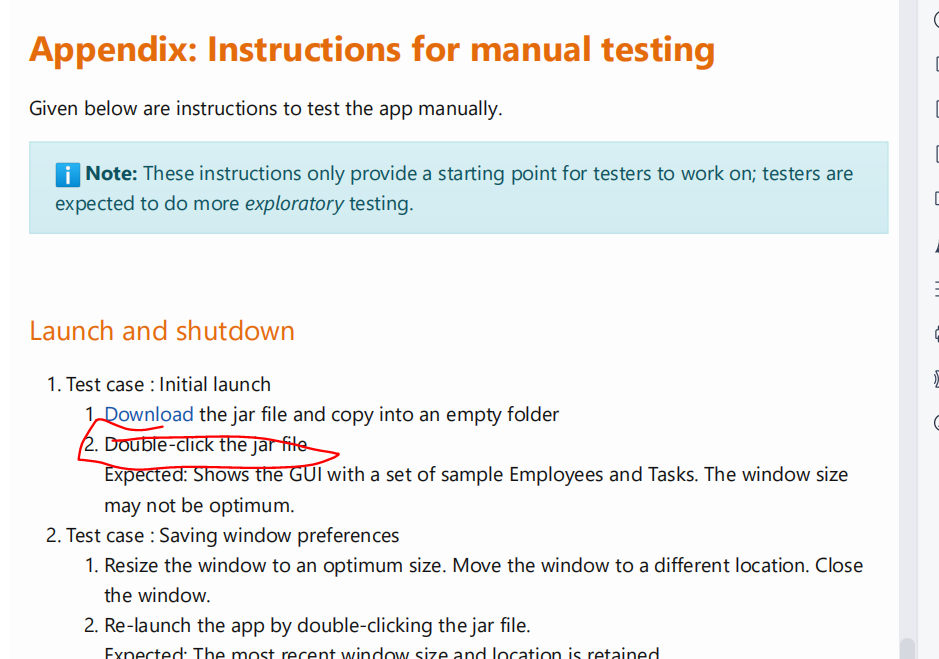 Appendix: Instructions for manual testing
Given below are instructions to test the app manually.
Note: These instructions only provide a starting point for testers to work on; testers are
expected to do more exploratory testing.
Launch and shutdown
1. Test case : Initial launch
1. Download the jar file and copy into an empty folder
2. Double-click the jar file
Expected: Shows the GUI with a set of sample Employees and Tasks. The window size
may not be optimum.
2. Test case : Saving window preferences
1. Resize the window to an optimum size. Move the window to a different location. Close
the window.
2. Re-launch the app by double-clicking the jar file.
Expected: The most recent window size and location is retained.